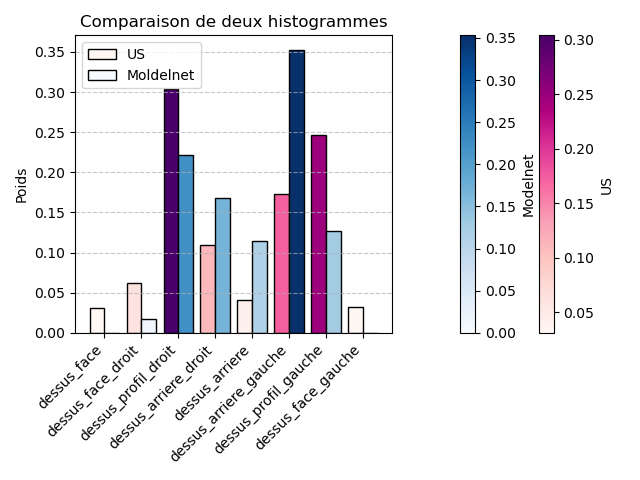 Comparaison de deux histogrammes
US
Moldelnet
Poids
0.35
0.30
0.25
0.20
0.15
0.10
0.05
0.00
dessus_face
dessus_face_droit
dessus_profil_droit
dessus_arriere_droit
dessus_arriere
dessus_arriere_gauche
dessus_profil_gauche
dessus_face_gauche
0.35
0.30
0.25
0.20
0.15
0.10
0.05
0.00
Modelnet
0.30
0.25
0.20
0.15
0.10
0.05
US